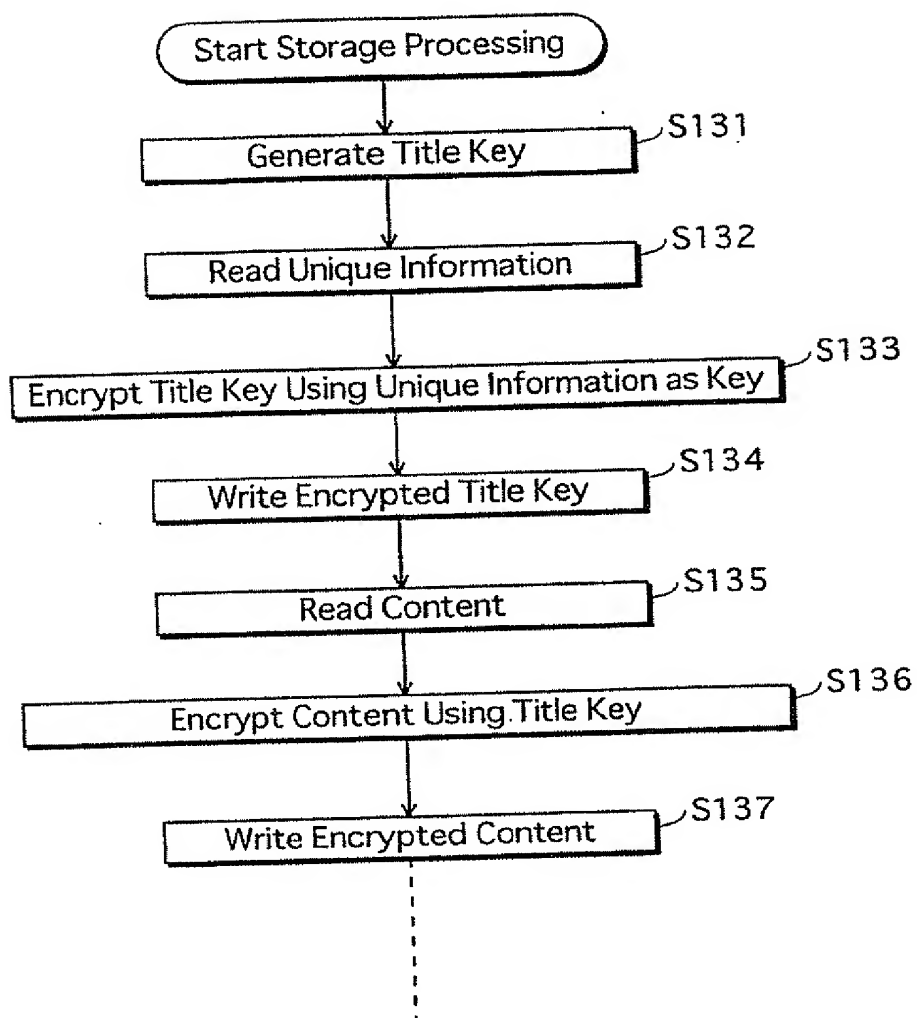 Start Storage Processing
S131
Generate Title Key
S132
Read Unique Information
S133
Encrypt Title Key Using Unique Information as Key
S134
Write Encrypted Title Key
S135
Read Content
S136
Encrypt Content Using Title Key
S137
Write Encrypted Content